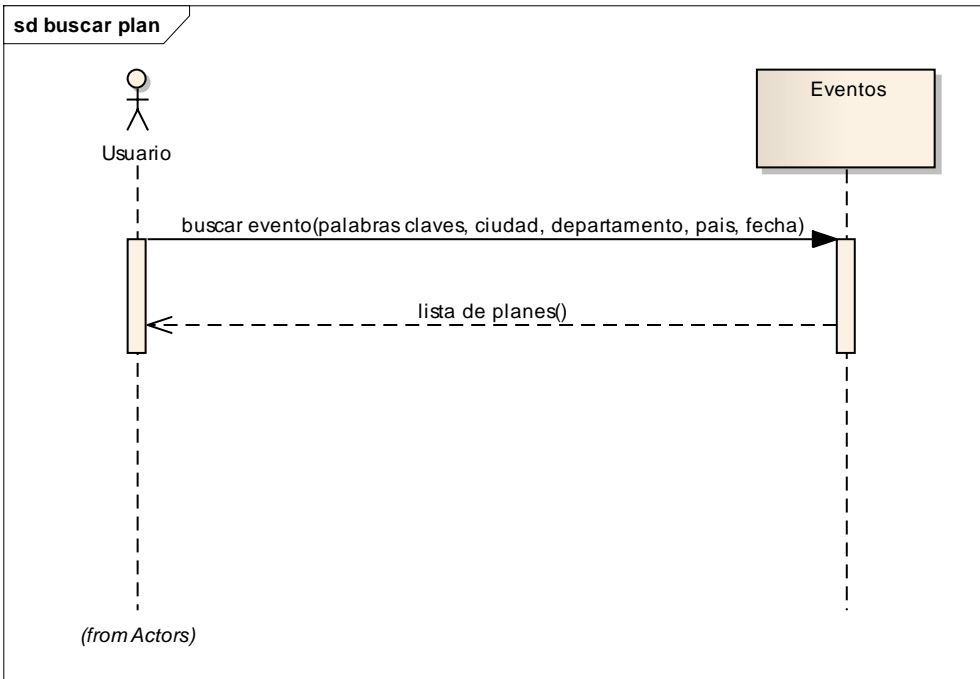 sd buscar plan
Usuario
Eventos
buscar evento(palabras claves, ciudad, departamento, pais, fecha)
lista de planes()
(from Actors)